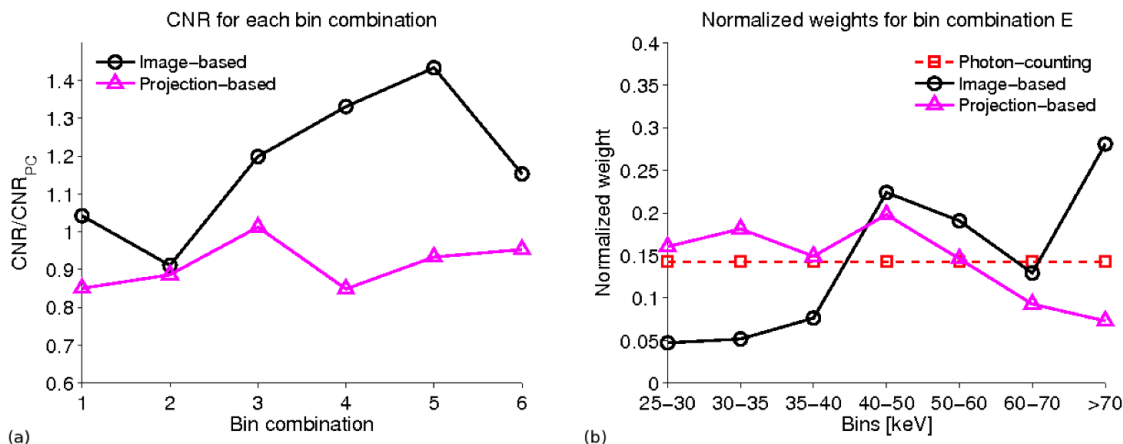 CNR for each bin combination
Image−based
Projection−based
CNR/CNR_PC
1.4
1.3
1.2
1.1
1
0.9
0.8
0.7
0.6
1 2 3 4 5 6
Bin combination
(a)
Normalized weights for bin combination E
Photon−counting
Image−based
Projection−based
Normalized weight
0.4
0.35
0.3
0.25
0.2
0.15
0.1
0.05
0
25−30 30−35 35−40 40−50 50−60 60−70 >70
Bins [keV]
(b)